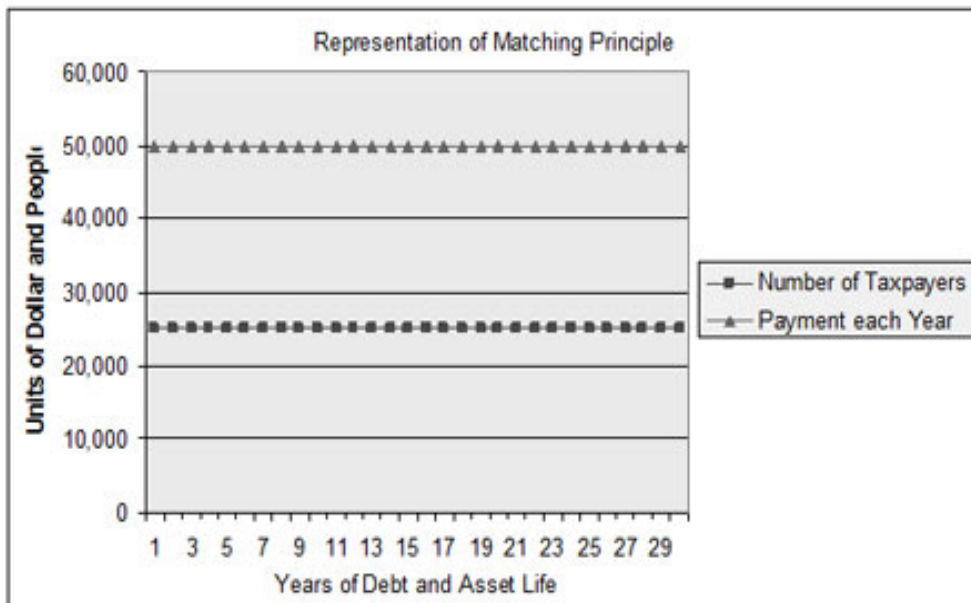 Representation of Matching Principle
60,000
50,000
40,000
30,000
20,000
10,000
0
Units of Dollar and People
1 3 5 7 9 11 13 15 17 19 21 23 25 27 29
Years of Debt and Asset Life
Number of Taxpayers
Payment each Year